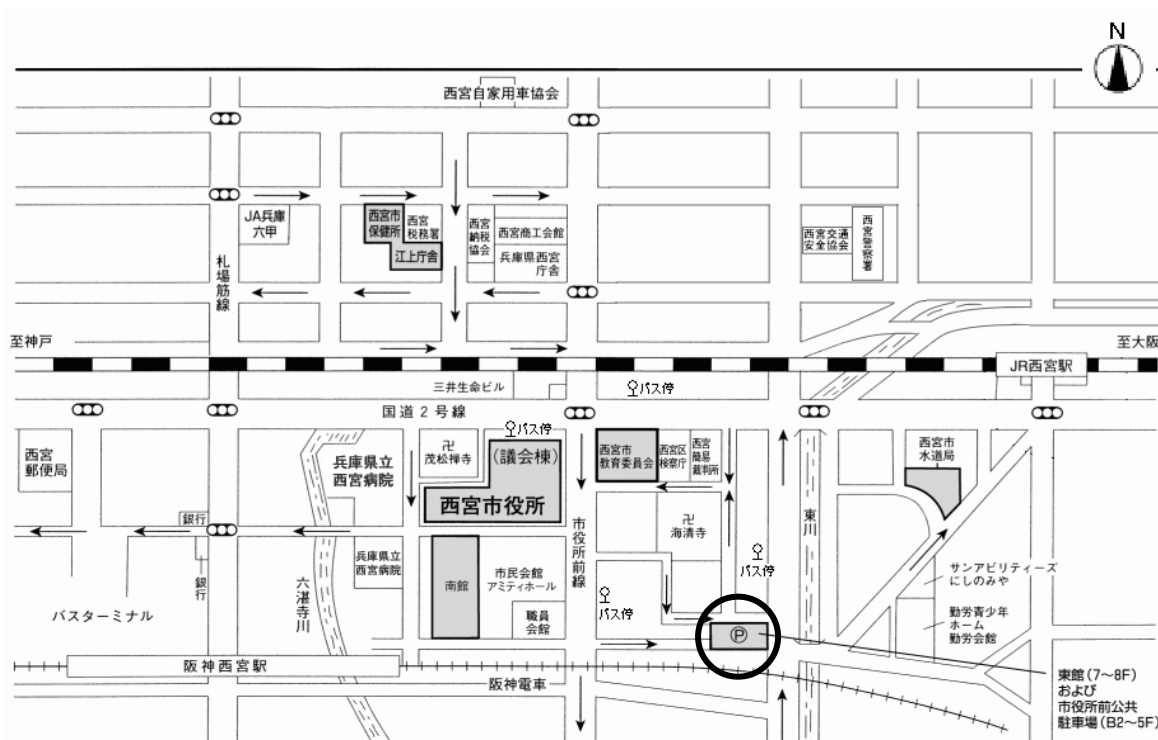 N
西宮自家用車協会
JA兵庫
六甲
西宮市
保健所
西宮
税務署
江上庁舎
西宮
納税
協会
西宮商工会館
兵庫県西宮
庁舎
西宮交通
安全協会
西宮警察署
札場筋線
至神戸
至大阪
JR西宮駅
三井生命ビル
バス停
国道2号線
バス停
西宮
郵便局
兵庫県立
西宮病院
卍
茂松禅寺
(議会棟)
西宮市役所
西宮市
教育委員会
西宮区
検察庁
西宮
簡易
裁判所
西宮市
水道局
銀行
銀行
卍
海清寺
市役所前線
東川
バス停
バス停
兵庫県立
西宮病院
六湛寺川
南館
市民会館
アミティホール
職員
会館
バスターミナル
サンアビリティーズ
にしのみや
勤労青少年
ホーム
勤労会館
P
阪神西宮駅
阪神電車
東館(7〜8F)
および
市役所前公共
駐車場(B2〜5F)